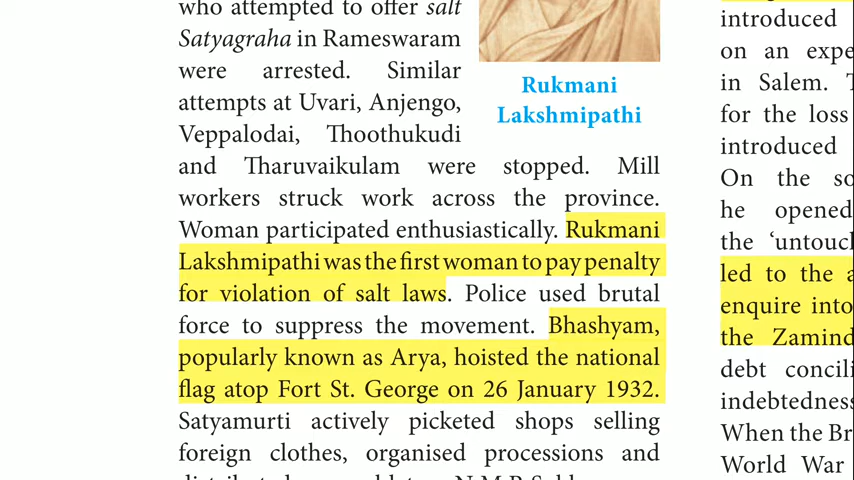 who attempted to offer salt
Satyagraha in Rameswaram
were arrested. Similar
attempts at Uvari, Anjengo,
Veppalodai, Thoothukudi
and Tharuvaikulam were stopped. Mill
workers struck work across the province.
Woman participated enthusiastically. Rukmani
Lakshmipathi was the first woman to pay penalty
for violation of salt laws. Police used brutal
force to suppress the movement. Bhashyam,
popularly known as Arya, hoisted the national
flag atop Fort St. George on 26 January 1932.
Satyamurti actively picketed shops selling
foreign clothes, organised processions and
Rukmani
Lakshmipathi
introduced
on an expe
in Salem. T
for the loss
introduced
On the so
he opened
the ‘untouch
led to the a
enquire into
the Zamind
debt concili
indebtedness
When the Br
World War